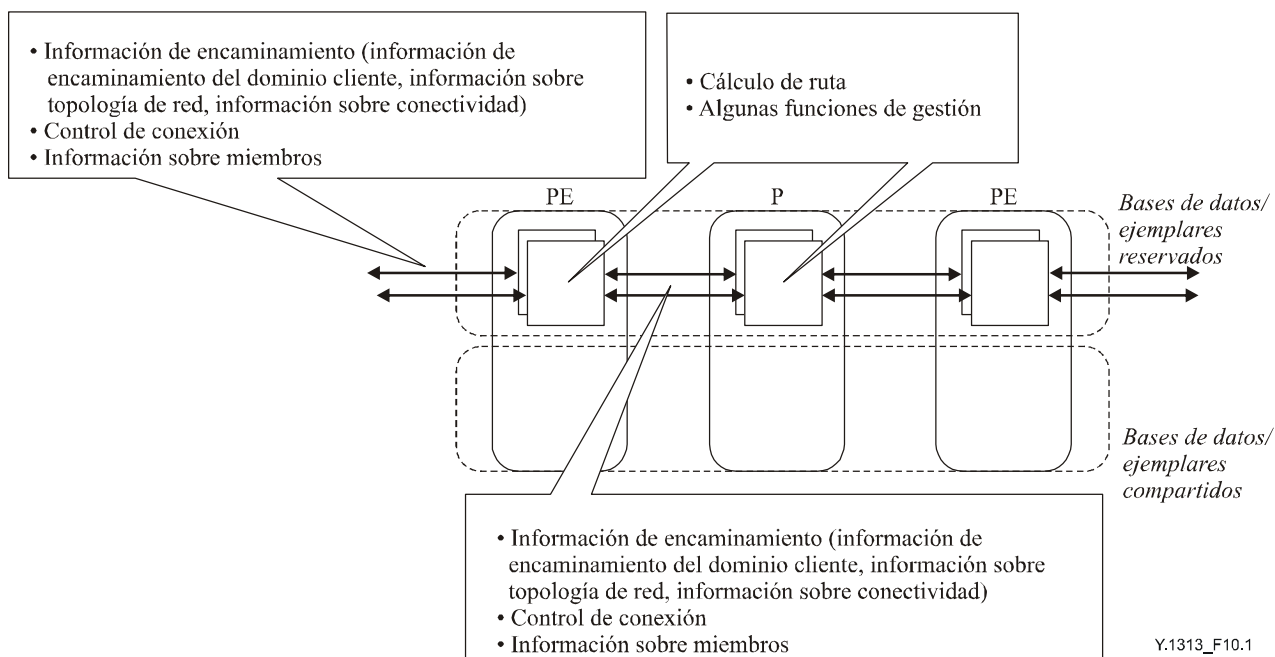 • Información de encaminamiento (información de
encaminamiento del dominio cliente, información sobre
topología de red, información sobre conectividad)
• Control de conexión
• Información sobre miembros
• Cálculo de ruta
• Algunas funciones de gestión
PE
P
PE
Bases de datos/
ejemplares
reservados
Bases de datos/
ejemplares
compartidos
• Información de encaminamiento (información de
encaminamiento del dominio cliente, información sobre
topología de red, información sobre conectividad)
• Control de conexión
• Información sobre miembros
Y.1313_F10.1